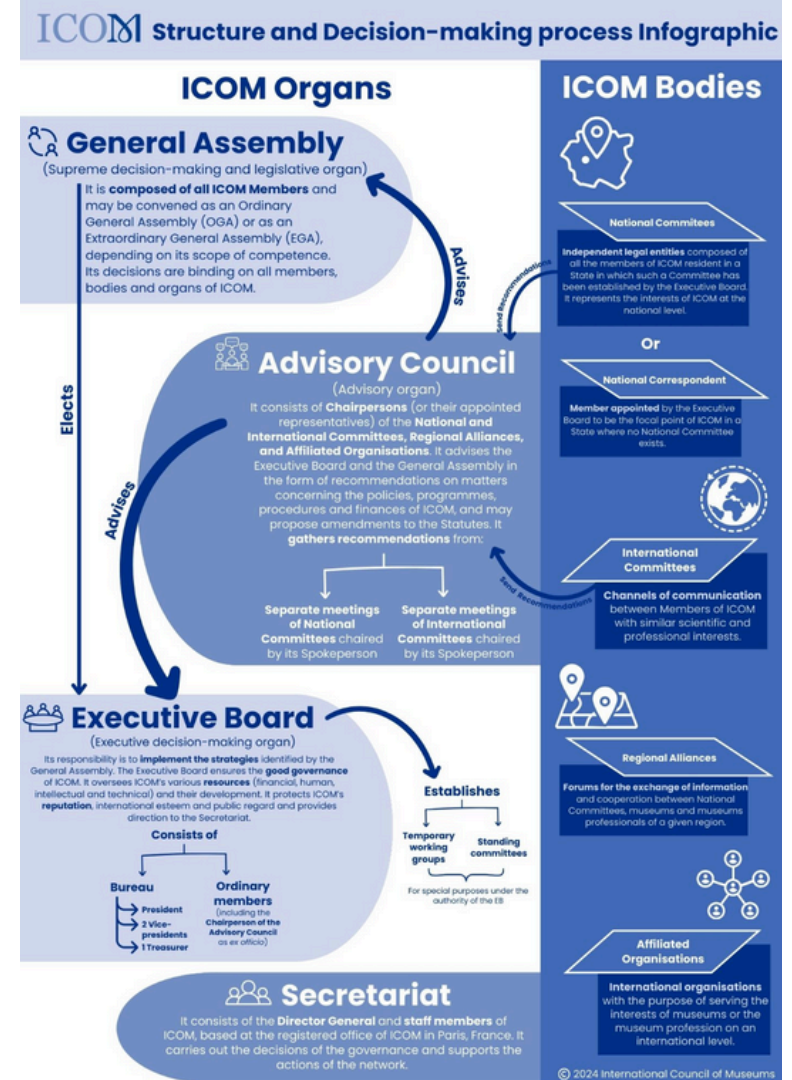 ICOM Structure and Decision-making process Infographic
ICOM Organs
General Assembly
(Supreme decision-making and legislative organ)
It is composed of all ICOM Members and
may be convened as an Ordinary
General Assembly (OGA) or as an
Extraordinary General Assembly (EGA),
depending on its scope of competence.
Its decisions are binding on all members,
bodies and organs of ICOM.
Elects
Advises
Advisory Council
(Advisory organ)
It consists of Chairpersons (or their appointed
representatives) of the National and
International Committees, Regional Alliances,
and Affiliated Organisations. It advises the
Executive Board and the General Assembly in
the form of recommendations on matters
concerning the policies, programmes,
procedures and finances of ICOM, and may
propose amendments to the Statutes. It
gathers recommendations from:
Separate meetings
of National
Committees chaired
by its Spokeperson
Separate meetings
of International
Committees chaired
by its Spokeperson
Advises
Executive Board
(Executive decision-making organ)
Its responsibility is to implement the strategies identified by the
General Assembly. The Executive Board ensures the good governance
of ICOM. It oversees ICOM's various resources (financial, human,
intellectual and technical) and their development. It protects ICOM's
reputation, international esteem and public regard and provides
direction to the Secretariat.
Consists of
Bureau
President
2 Vice-
presidents
1 Treasurer
Ordinary
members
(including the
Chairperson of the
Advisory Council
as ex officio)
Establishes
Temporary
working
groups
Standing
committees
For special purposes under the
authority of the EB
Secretariat
It consists of the Director General and staff members of
ICOM, based at the registered office of ICOM in Paris, France. It
carries out the decisions of the governance and supports the
actions of the network.
ICOM Bodies
National Commitees
Independent legal entities composed of
all the members of ICOM resident in a
State in which such a Committee has
been established by the Executive Board.
It represents the interests of ICOM at the
national level.
Send Recommendations
Or
National Correspondent
Member appointed by the Executive
Board to be the focal point of ICOM in a
State where no National Committee
exists.
International
Committees
Channels of communication
between Members of ICOM
with similar scientific and
professional interests.
Send Recommendations
Regional Alliances
Forums for the exchange of information
and cooperation between National
Committees, museums and museums
professionals of a given region.
Affiliated
Organisations
International organisations
with the purpose of serving the
interests of museums or the
museum profession on an
international level.
© 2024 International Council of Museums